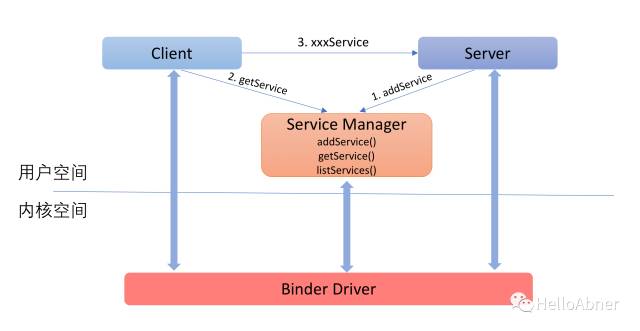 3. xxxService
Client
Server
2. getService
1. addService
Service Manager
addService()
getService()
listServices()
用户空间
内核空间
Binder Driver
HelloAbner